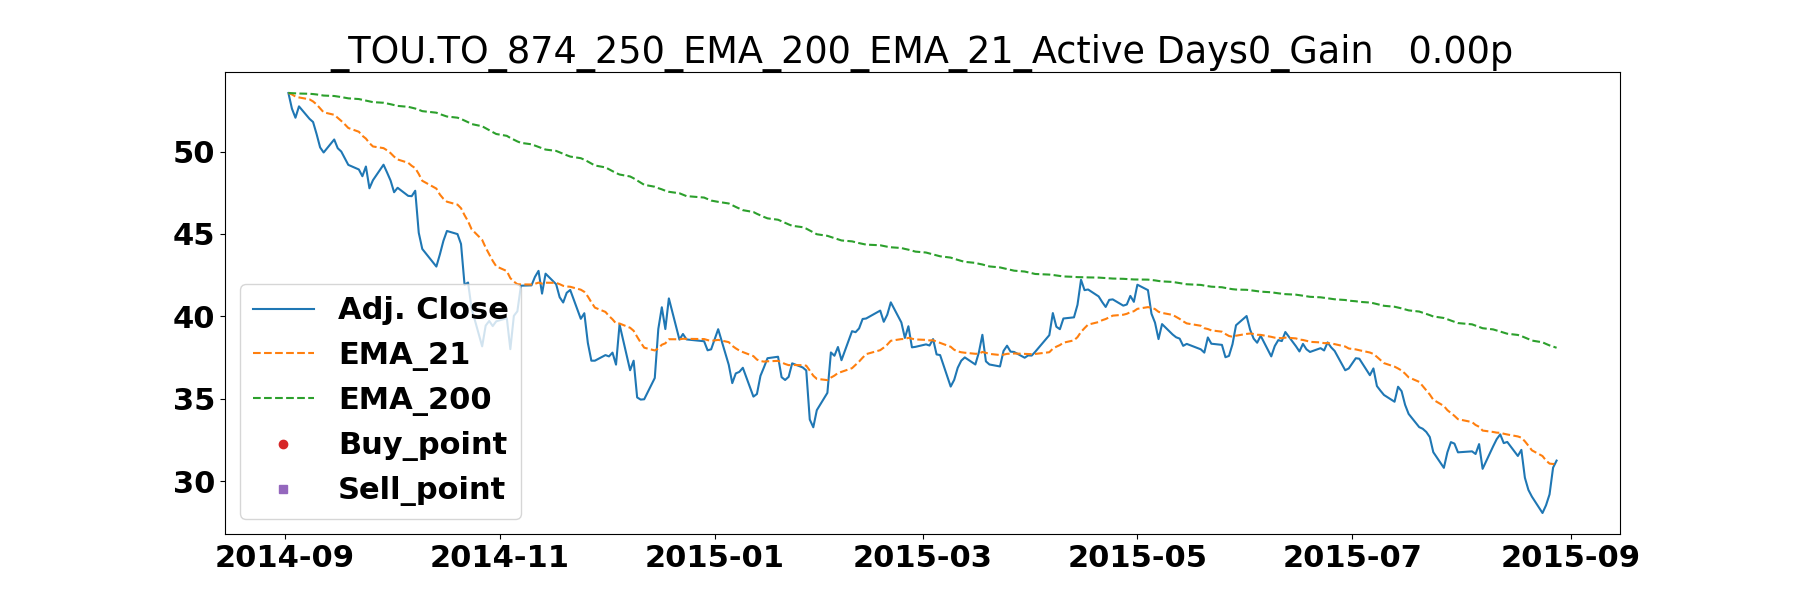 _TOU.TO_874_250_EMA_200_EMA_21_Active Days0_Gain   0.00p
50
45
40
35
30
Adj. Close
EMA_21
EMA_200
Buy_point
Sell_point
2014-09 2014-11 2015-01 2015-03 2015-05 2015-07 2015-09